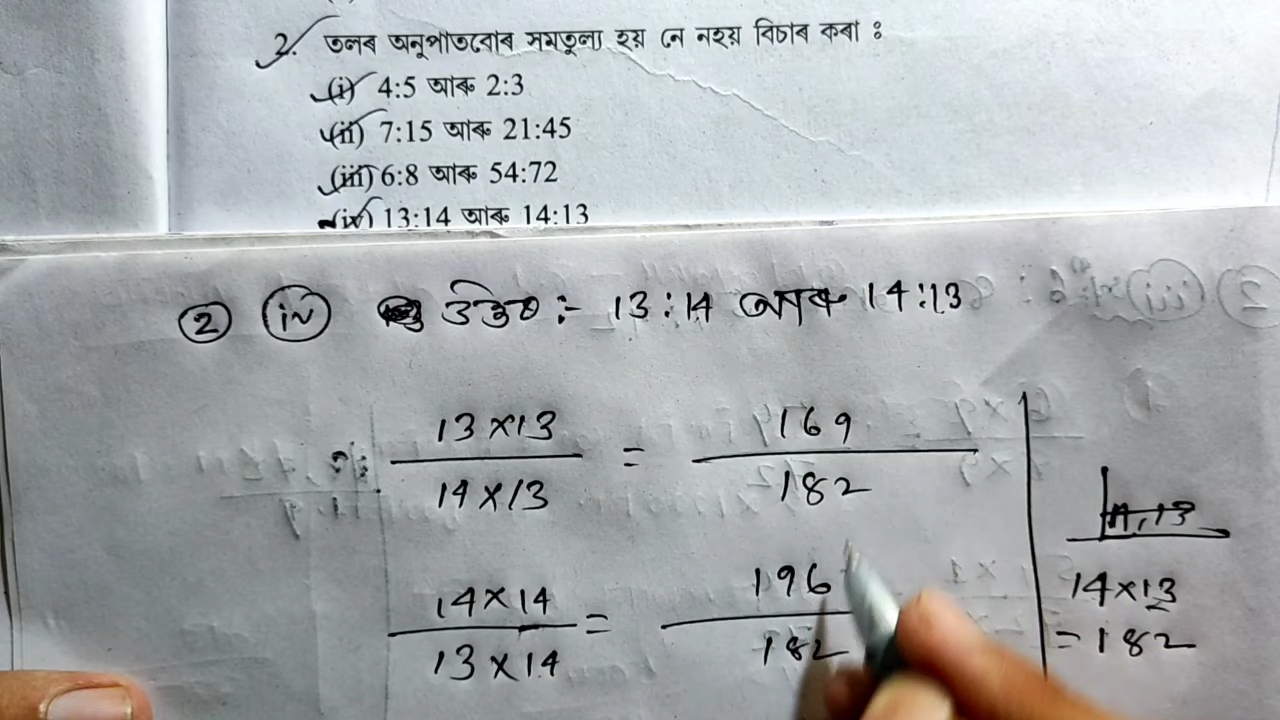 2. তলৰ অনুপাতবোৰ সমতুল্য হয় নে নহয় বিচাৰ কৰা ঃ
(i) 4:5 আৰু 2:3
(ii) 7:15 আৰু 21:45
(iii) 6:8 আৰু 54:72
(iv) 13:14 আৰু 14:13
2 iv উত্তৰ :- 13:14 আৰু 14:13
13×13 = 169
14×13 182
14×14 = 196
13×14 182
14,13
14×13
=182